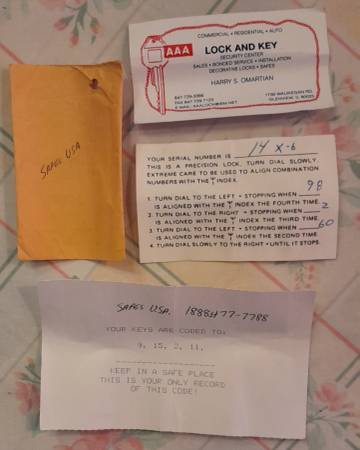 SAFES USA
COMMERCIAL • RESIDENTIAL • AUTO
AAA
LOCK AND KEY
SECURITY CENTER
SALES • BONDED SERVICE • INSTALLATION
DECORATIVE LOCKS • SAFES
HARRY S. OMARTIAN
1790 WAUKEGAN RD.
YOUR SERIAL NUMBER IS 14 X-6
THIS IS A PRECISION LOCK. TURN DIAL SLOWLY.
EXTREME CARE TO BE USED TO ALIGN COMBINATION
NUMBERS WITH THE INDEX.
98
1. TURN DIAL TO THE LEFT - STOPPING WHEN
IS ALIGNED WITH THE INDEX THE FOURTH TIME.
2
2. TURN DIAL TO THE RIGHT - STOPPING WHEN
IS ALIGNED WITH THE INDEX THE THIRD TIME.
60
3. TURN DIAL TO THE LEFT - STOPPING WHEN
IS ALIGNED WITH THE INDEX THE SECOND TIME.
4. TURN DIAL SLOWLY TO THE RIGHT - UNTIL IT STOPS.
SAFES USA.
YOUR KEYS ARE CODED TO:
9, 15, 2, 11.
KEEP IN A SAFE PLACE
THIS IS YOUR ONLY RECORD
OF THIS CODE!